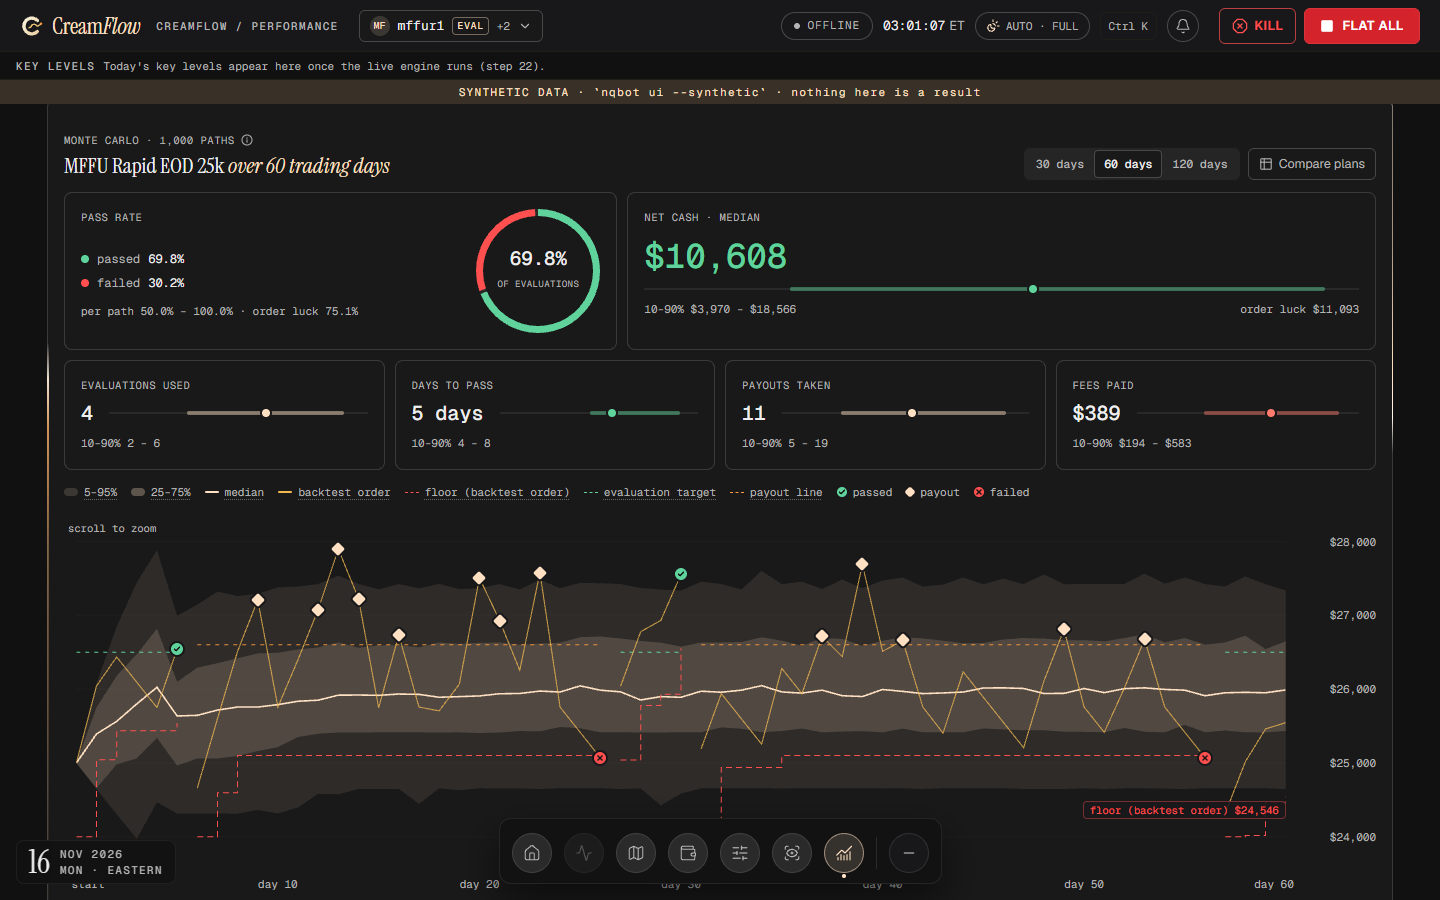 CreamFlow CREAMFLOW / PERFORMANCE MF mffur1 EVAL +2 OFFLINE 03:01:07 ET AUTO · FULL Ctrl K KILL FLAT ALL
KEY LEVELS Today's key levels appear here once the live engine runs (step 22).
SYNTHETIC DATA · `nqbot ui --synthetic` · nothing here is a result
MONTE CARLO · 1,000 PATHS
MFFU Rapid EOD 25k over 60 trading days
30 days 60 days 120 days Compare plans
PASS RATE
passed 69.8%
failed 30.2%
per path 50.0% – 100.0% · order luck 75.1%
69.8%
OF EVALUATIONS
NET CASH · MEDIAN
$10,608
10–90% $3,970 – $18,566 order luck $11,093
EVALUATIONS USED
4
10–90% 2 – 6
DAYS TO PASS
5 days
10–90% 4 – 8
PAYOUTS TAKEN
11
10–90% 5 – 19
FEES PAID
$389
10–90% $194 – $583
5–95% 25–75% median backtest order floor (backtest order) evaluation target payout line passed payout failed
scroll to zoom
$28,000
$27,000
$26,000
$25,000
floor (backtest order) $24,546
$24,000
16 NOV 2026
MON · EASTERN
start day 10 day 20 day 30 day 40 day 50 day 60